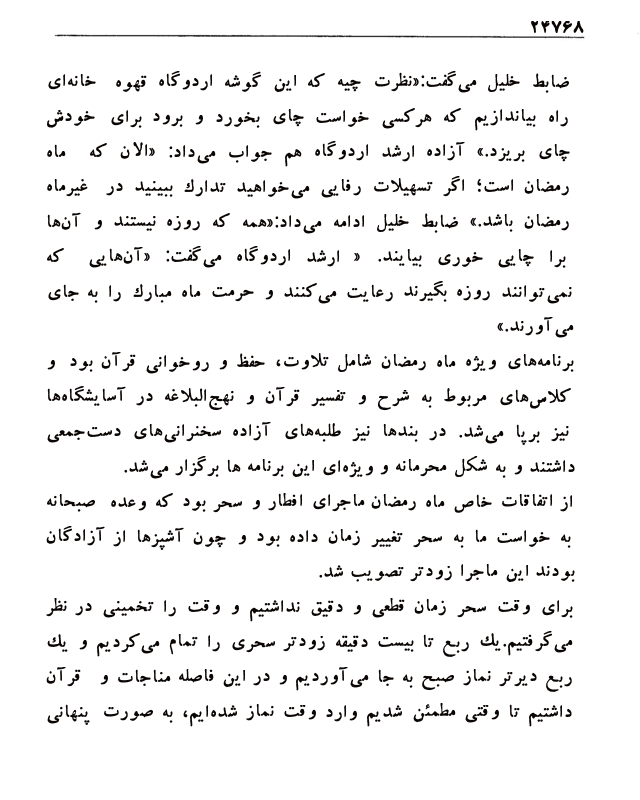 ۲۴۷۶۸
ضابط خلیل می‌گفت:«نظرت چیه که این گوشه اردوگاه قهوه خانه‌ای
راه بیاندازیم که هرکسی خواست چای بخورد و برود برای خودش
چای بریزد.» آزاده ارشد اردوگاه هم جواب می‌داد: «الان که ماه
رمضان است؛ اگر تسهیلات رفایی می‌خواهید تدارك ببینید در غیرماه
رمضان باشد.» ضابط خلیل ادامه می‌داد:«همه که روزه نیستند و آن‌ها
برا چایی خوری بیایند. « ارشد اردوگاه می‌گفت: «آن‌هایی که
نمی‌توانند روزه بگیرند رعایت می‌کنند و حرمت ماه مبارك را به جای
می‌آورند.»
برنامه‌های ویژه ماه رمضان شامل تلاوت، حفظ و روخوانی قرآن بود و
کلاس‌های مربوط به شرح و تفسیر قرآن و نهج‌البلاغه در آسایشگاه‌ها
نیز برپا می‌شد. در بندها نیز طلبه‌های آزاده سخنرانی‌های دست‌جمعی
داشتند و به شکل محرمانه و ویژه‌ای این برنامه ها برگزار می‌شد.
از اتفاقات خاص ماه رمضان ماجرای افطار و سحر بود که وعده صبحانه
به خواست ما به سحر تغییر زمان داده بود و چون آشپزها از آزادگان
بودند این ماجرا زودتر تصویب شد.
برای وقت سحر زمان قطعی و دقیق نداشتیم و وقت را تخمینی در نظر
می‌گرفتیم.یك ربع تا بیست دقیقه زودتر سحری را تمام می‌کردیم و یك
ربع دیرتر نماز صبح به جا می‌آوردیم و در این فاصله مناجات و قرآن
داشتیم تا وقتی مطمئن شدیم وارد وقت نماز شده‌ایم، به صورت پنهانی